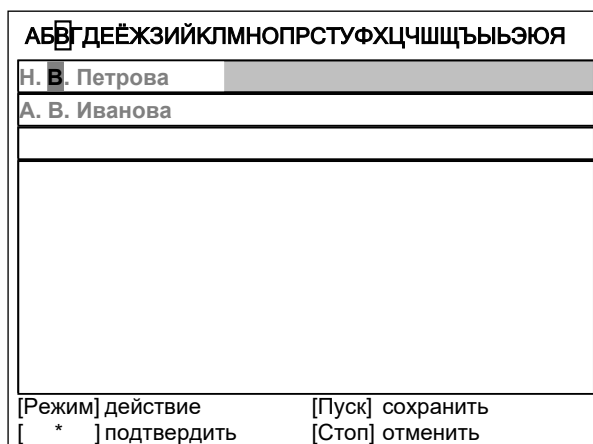 АБВГДЕЁЖЗИЙКЛМНОПРСТУФХЦЧШЩЪЫЬЭЮЯ
Н. В. Петрова
А. В. Иванова
[Режим] действие [Пуск] сохранить
[ * ] подтвердить [Стоп] отменить